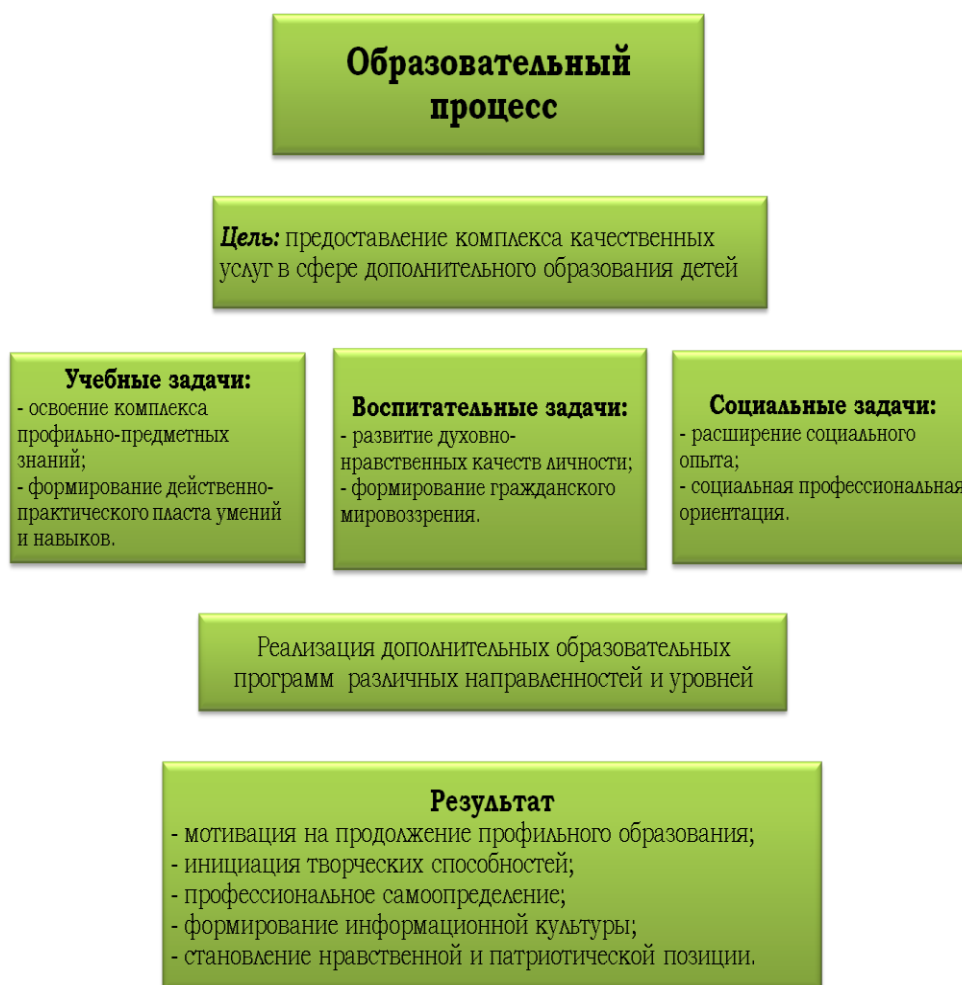 Образовательный
процесс
Цель: предоставление комплекса качественных
услуг в сфере дополнительного образования детей
Учебные задачи:
- освоение комплекса
профильно-предметных
знаний;
- формирование действенно-
практического пласта умений
и навыков.
Воспитательные задачи:
- развитие духовно-
нравственных качеств личности;
- формирование гражданского
мировоззрения.
Социальные задачи:
- расширение социального
опыта;
- социальная профессиональная
ориентация.
Реализация дополнительных образовательных
программ различных направленностей и уровней
Результат
- мотивация на продолжение профильного образования;
- инициация творческих способностей;
- профессиональное самоопределение;
- формирование информационной культуры;
- становление нравственной и патриотической позиции.